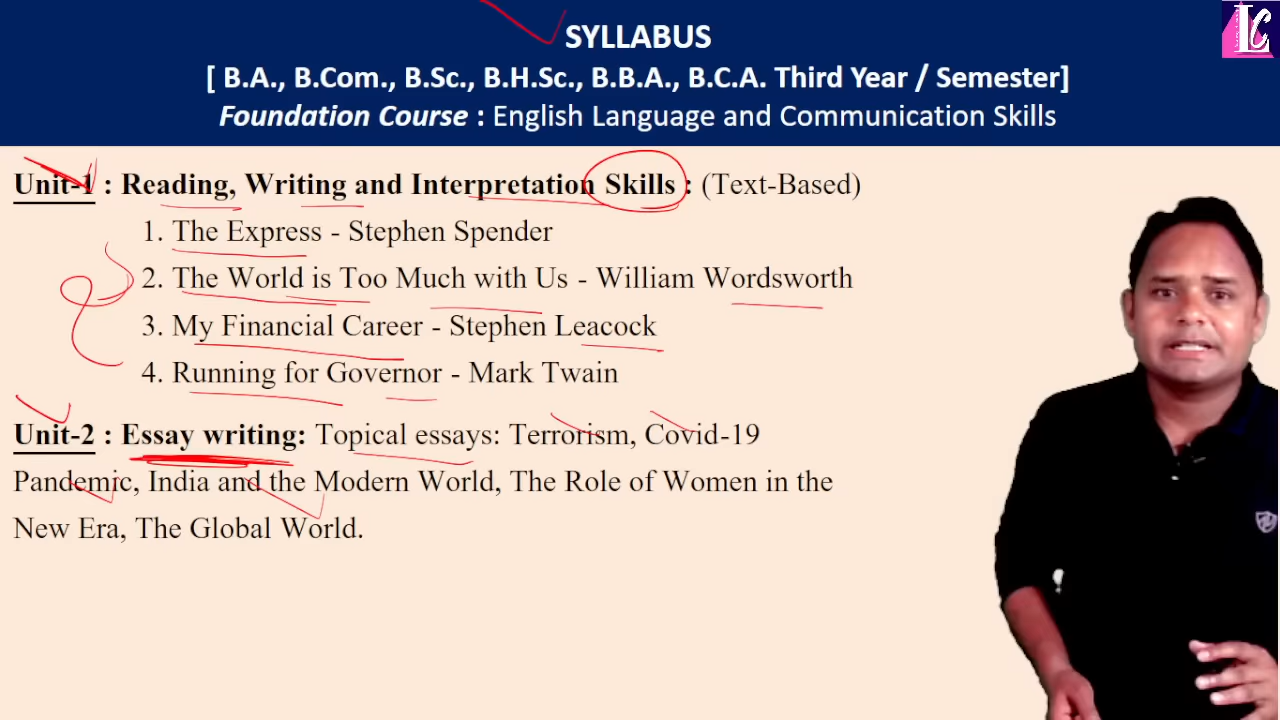 SYLLABUS
LC
[ B.A., B.Com., B.Sc., B.H.Sc., B.B.A., B.C.A. Third Year / Semester]
Foundation Course : English Language and Communication Skills
Unit-1 : Reading, Writing and Interpretation Skills : (Text-Based)
1. The Express - Stephen Spender
2. The World is Too Much with Us - William Wordsworth
3. My Financial Career - Stephen Leacock
4. Running for Governor - Mark Twain
Unit-2 : Essay writing: Topical essays: Terrorism, Covid-19
Pandemic, India and the Modern World, The Role of Women in the
New Era, The Global World.